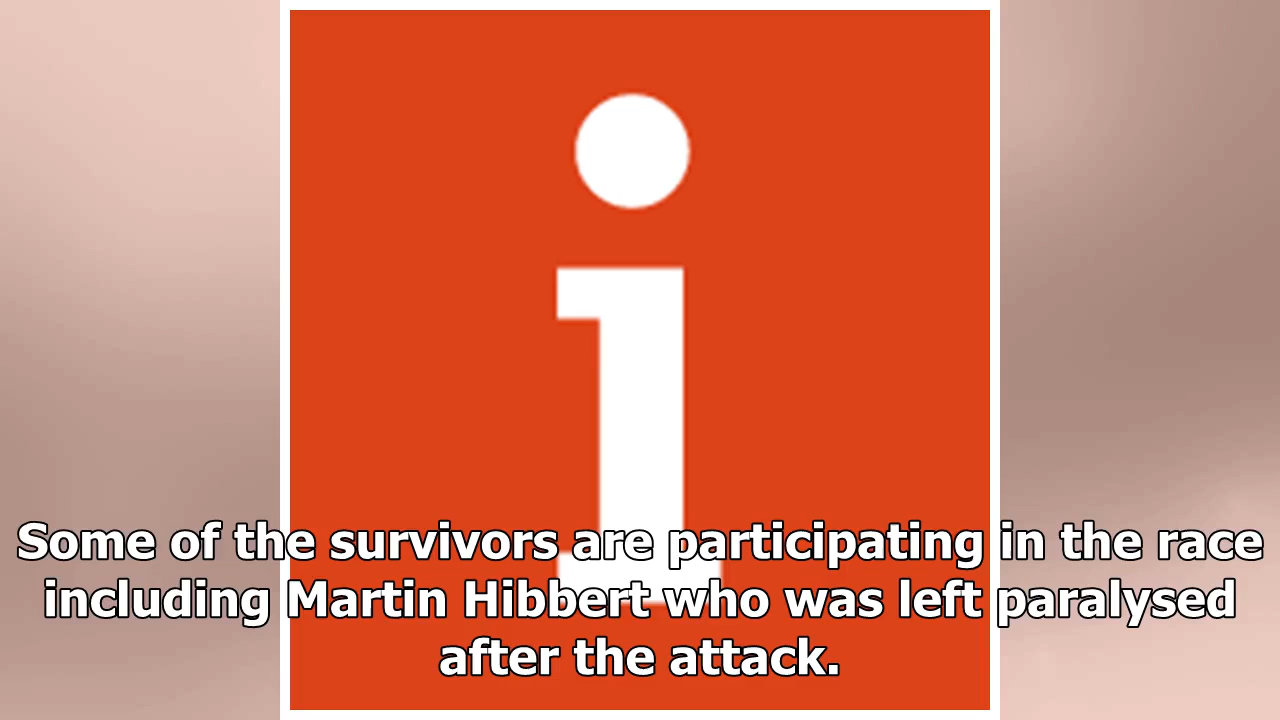 i
Some of the survivors are participating in the race
including Martin Hibbert who was left paralysed
after the attack.